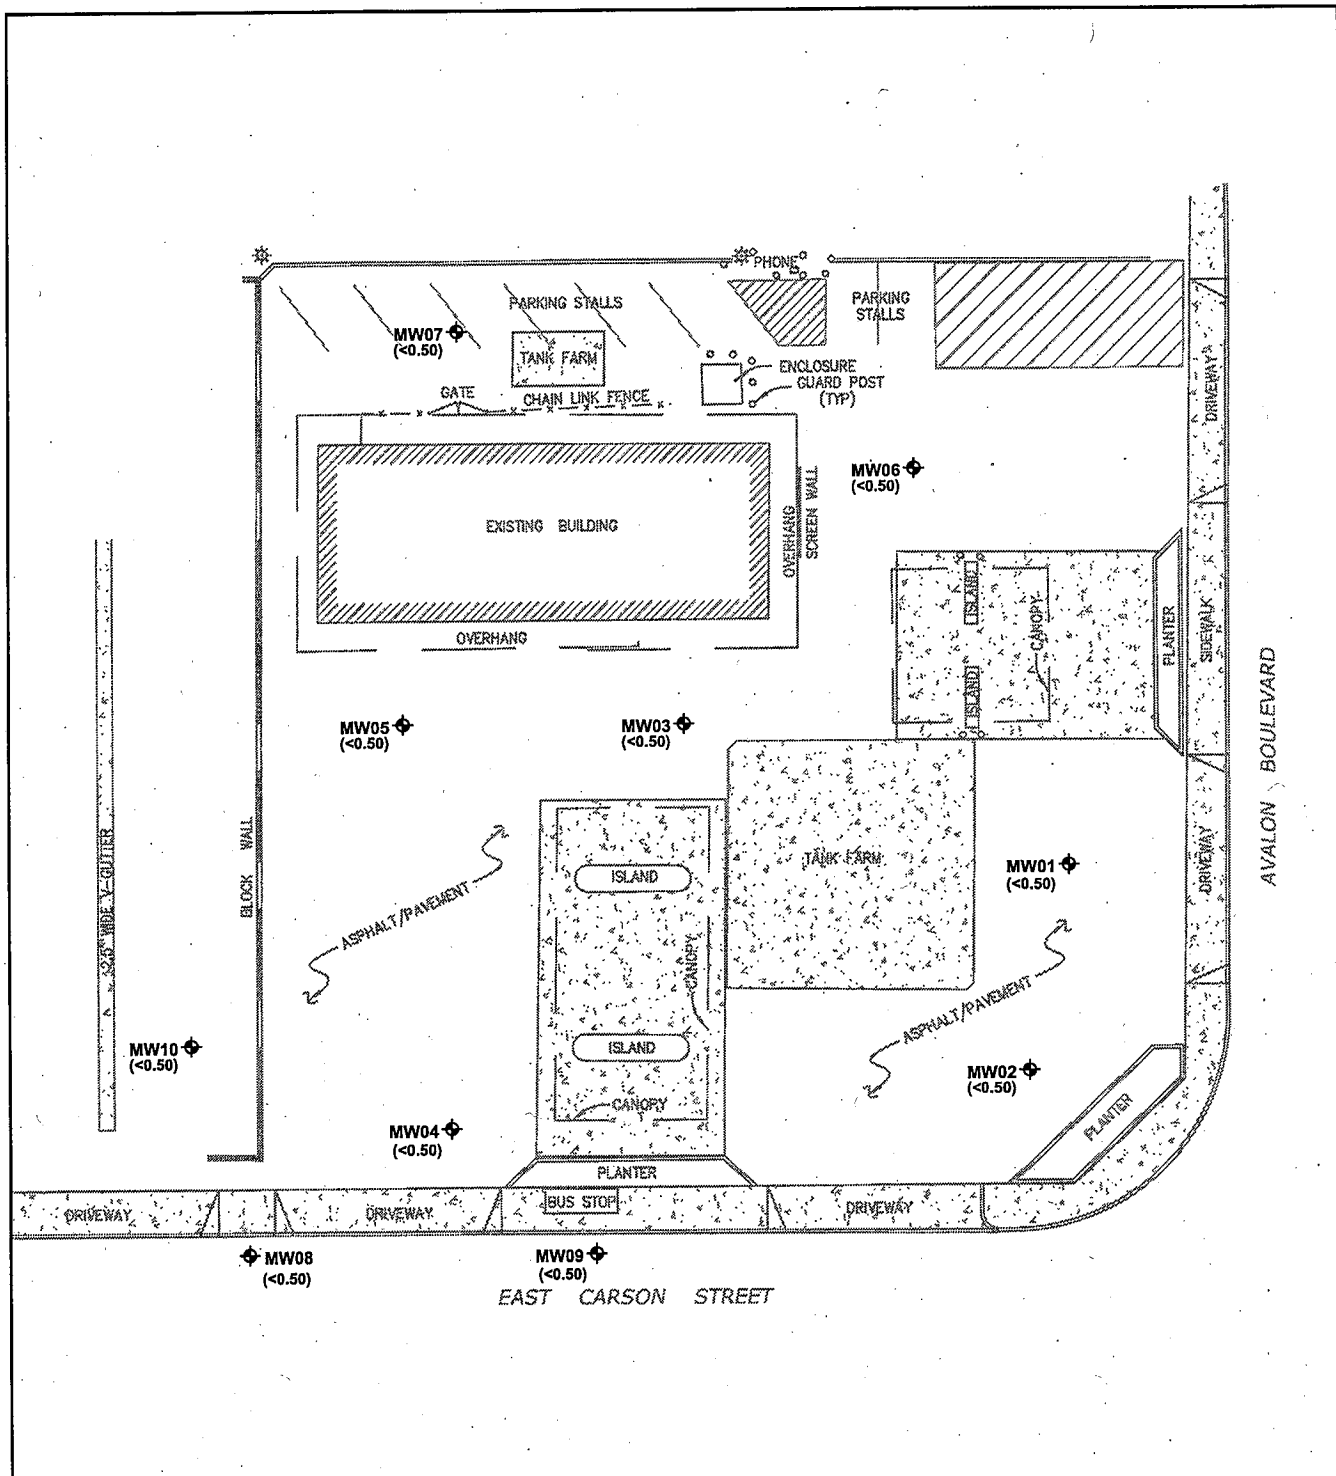 PHONE
PARKING STALLS
PARKING
STALLS
MW07
(<0.50)
TANK FARM
ENCLOSURE
GUARD POST
(TYP)
GATE
CHAIN LINK FENCE
DRIVEWAY
MW06
(<0.50)
OVERHANG
SCREEN WALL
EXISTING BUILDING
OVERHANG
ISLAND
CANOPY
ISLAND
PLANTER
SIDEWALK
AVALON BOULEVARD
MW05
(<0.50)
MW03
(<0.50)
2.5" WIDE V-GUTTER
BLOCK WALL
ASPHALT/PAVEMENT
ISLAND
TANK FARM
MW01
(<0.50)
DRIVEWAY
CANOPY
ASPHALT/PAVEMENT
MW10
(<0.50)
ISLAND
MW02
(<0.50)
CANOPY
MW04
(<0.50)
PLANTER
PLANTER
DRIVEWAY
DRIVEWAY
BUS STOP
DRIVEWAY
MW08
(<0.50)
MW09
(<0.50)
EAST CARSON STREET